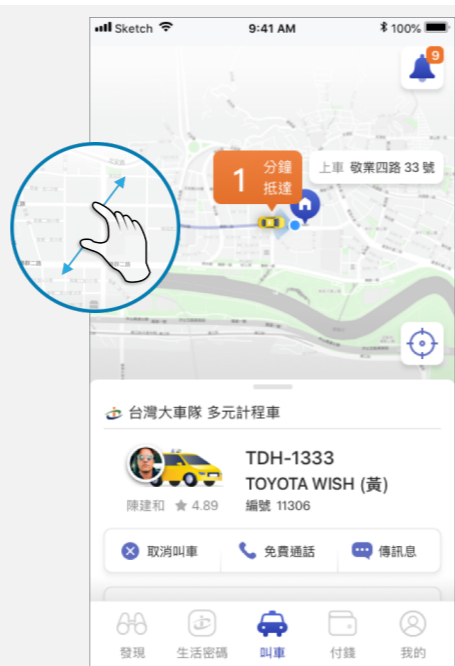 Sketch 9:41 AM 100%
9
1 分鐘
抵達
上車 敬業四路 33 號
台灣大車隊 多元計程車
TDH-1333
TOYOTA WISH (黃)
陳建和 ★ 4.89 編號 11306
取消叫車 免費通話 傳訊息
發現 生活密碼 叫車 付錢 我的